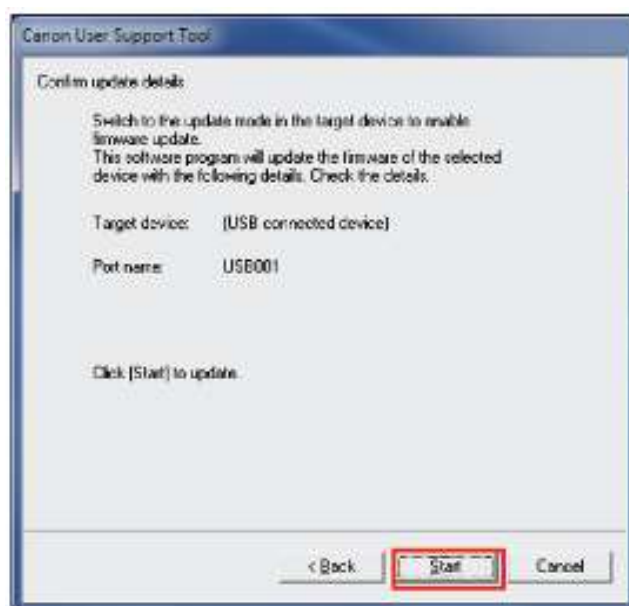 Canon User Support Tool
Confirm update details
Switch to the update mode in the target device to enable
firmware update.
This software program will update the firmware of the selected
device with the following details. Check the details.
Target device: (USB connected device)
Port name: USB001
Click [Start] to update.
< Back Start Cancel